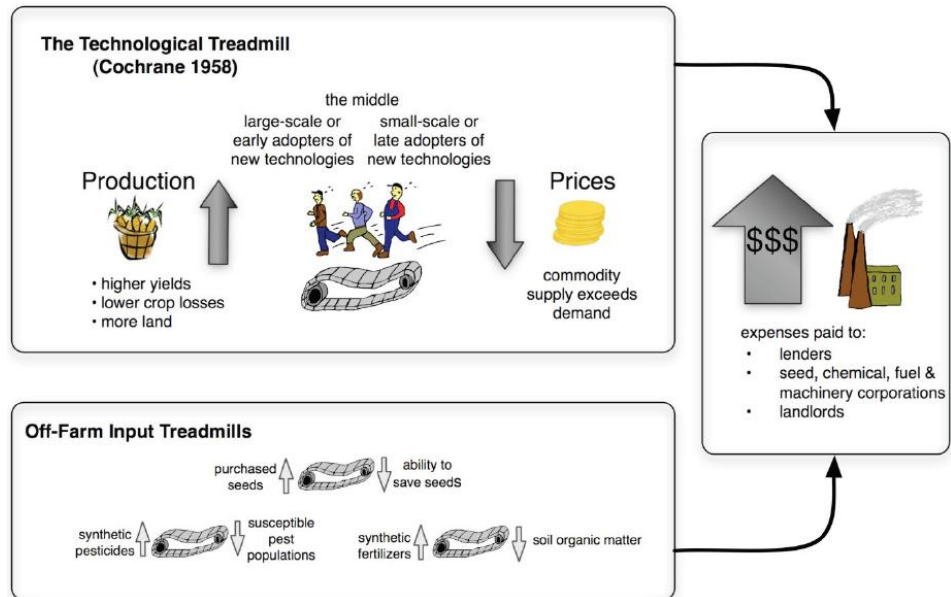 The Technological Treadmill
(Cochrane 1958)
the middle
large-scale or
early adopters of
new technologies
small-scale or
late adopters of
new technologies
Production
Prices
• higher yields
• lower crop losses
• more land
commodity
supply exceeds
demand
$$$
expenses paid to:
• lenders
• seed, chemical, fuel &
machinery corporations
• landlords
Off-Farm Input Treadmills
purchased
seeds
ability to
save seeds
synthetic
pesticides
susceptible
pest
populations
synthetic
fertilizers
soil organic matter